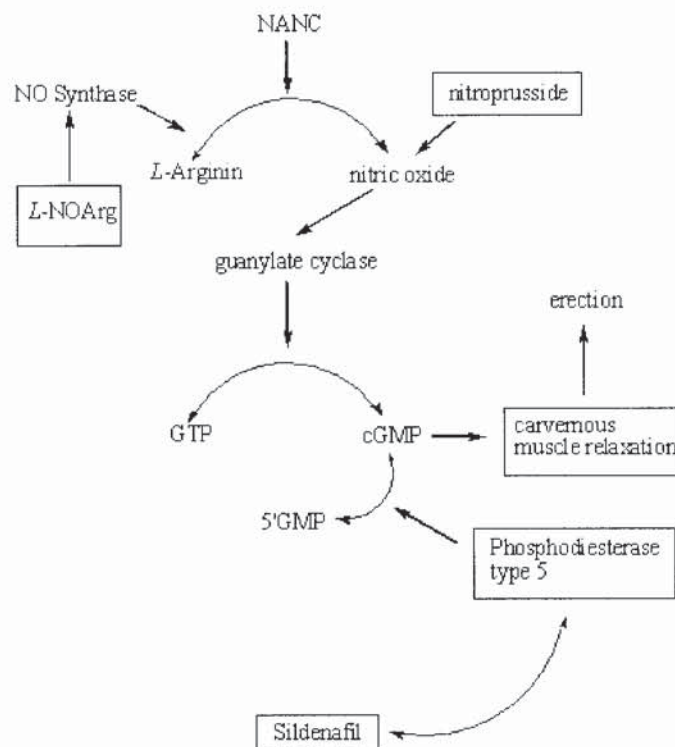 NANC
NO Synthase
nitroprusside
L-Arginin
nitric oxide
L-NOArg
guanylate cyclase
erection
GTP
cGMP
carvernous
muscle relaxation
5'GMP
Phosphodiesterase
type 5
Sildenafil